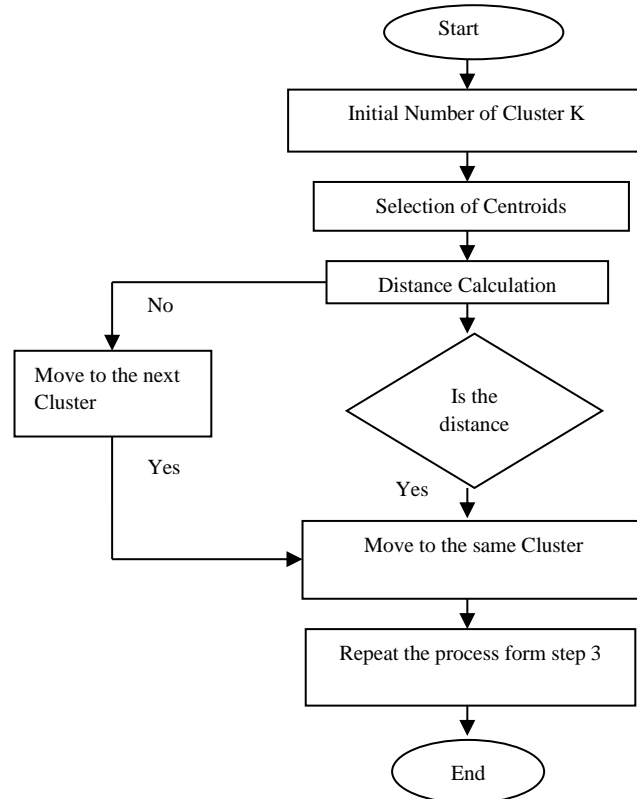 Start
Initial Number of Cluster K
Selection of Centroids
Distance Calculation
No
Move to the next
Cluster
Is the
distance
Yes
Yes
Move to the same Cluster
Repeat the process form step 3
End